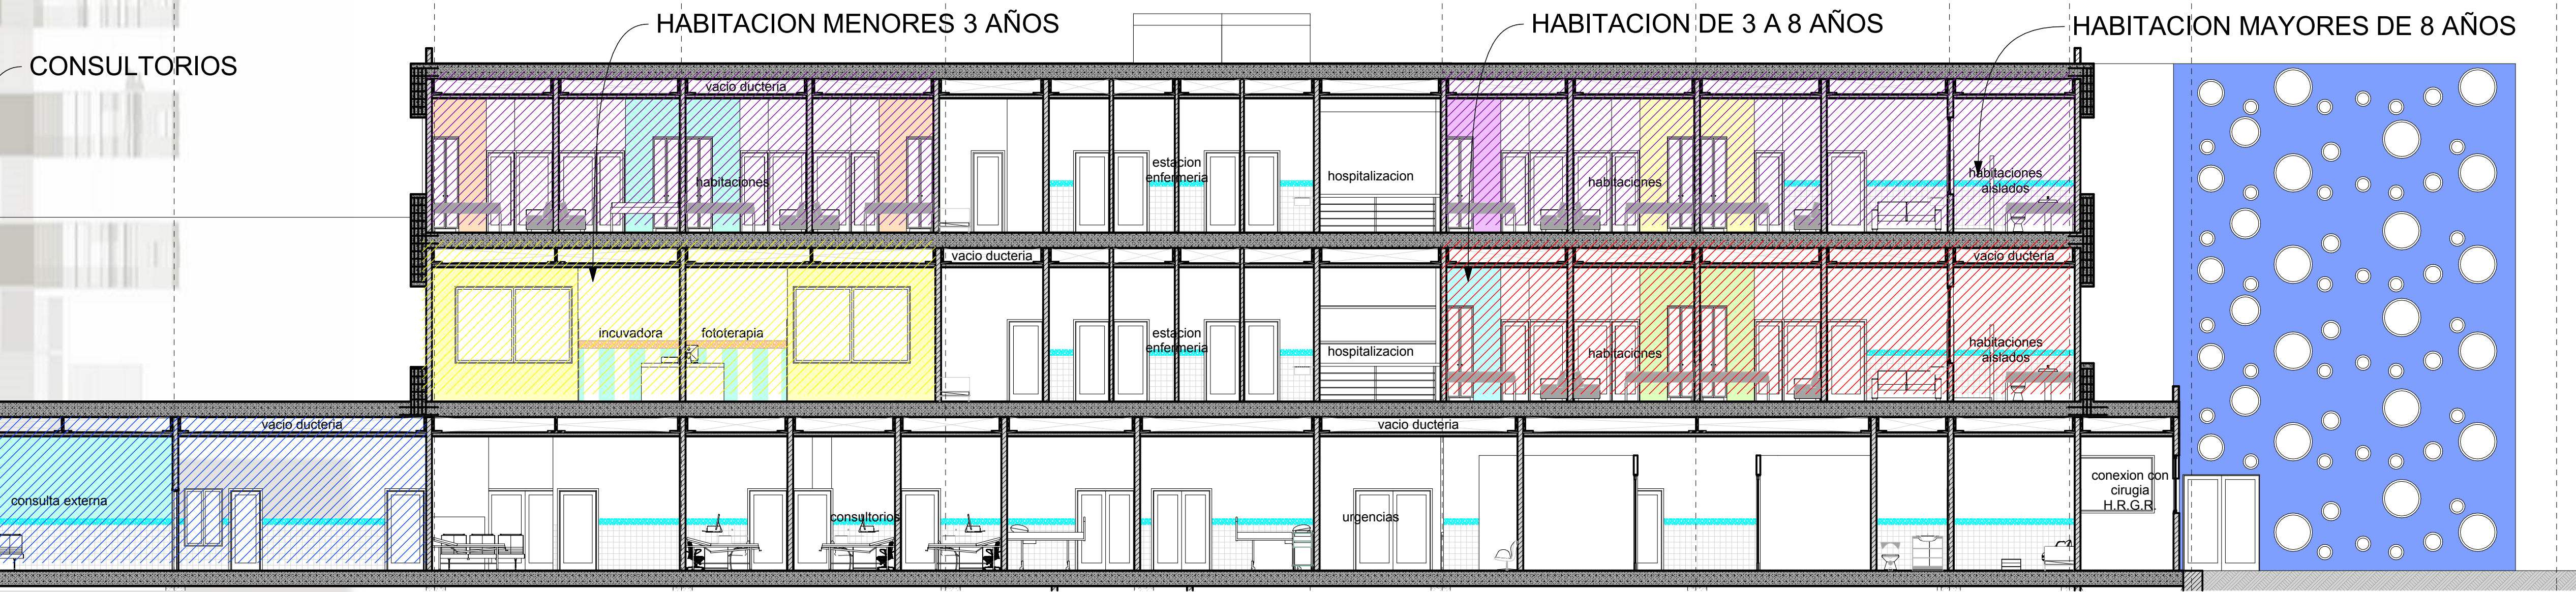 HABITACION MENORES 3 AÑOS
HABITACION DE 3 A 8 AÑOS
HABITACION MAYORES DE 8 AÑOS
CONSULTORIOS
vacio ducteria
habitaciones
estacion
enfermeria
hospitalizacion
habitaciones
habitaciones
aislados
vacio ducteria
vacio ducteria
incuvadora
fototerapia
estacion
enfermeria
hospitalizacion
habitaciones
habitaciones
aislados
vacio ducteria
vacio ducteria
consulta externa
consultorios
urgencias
conexion con
cirugia
H.R.G.R.